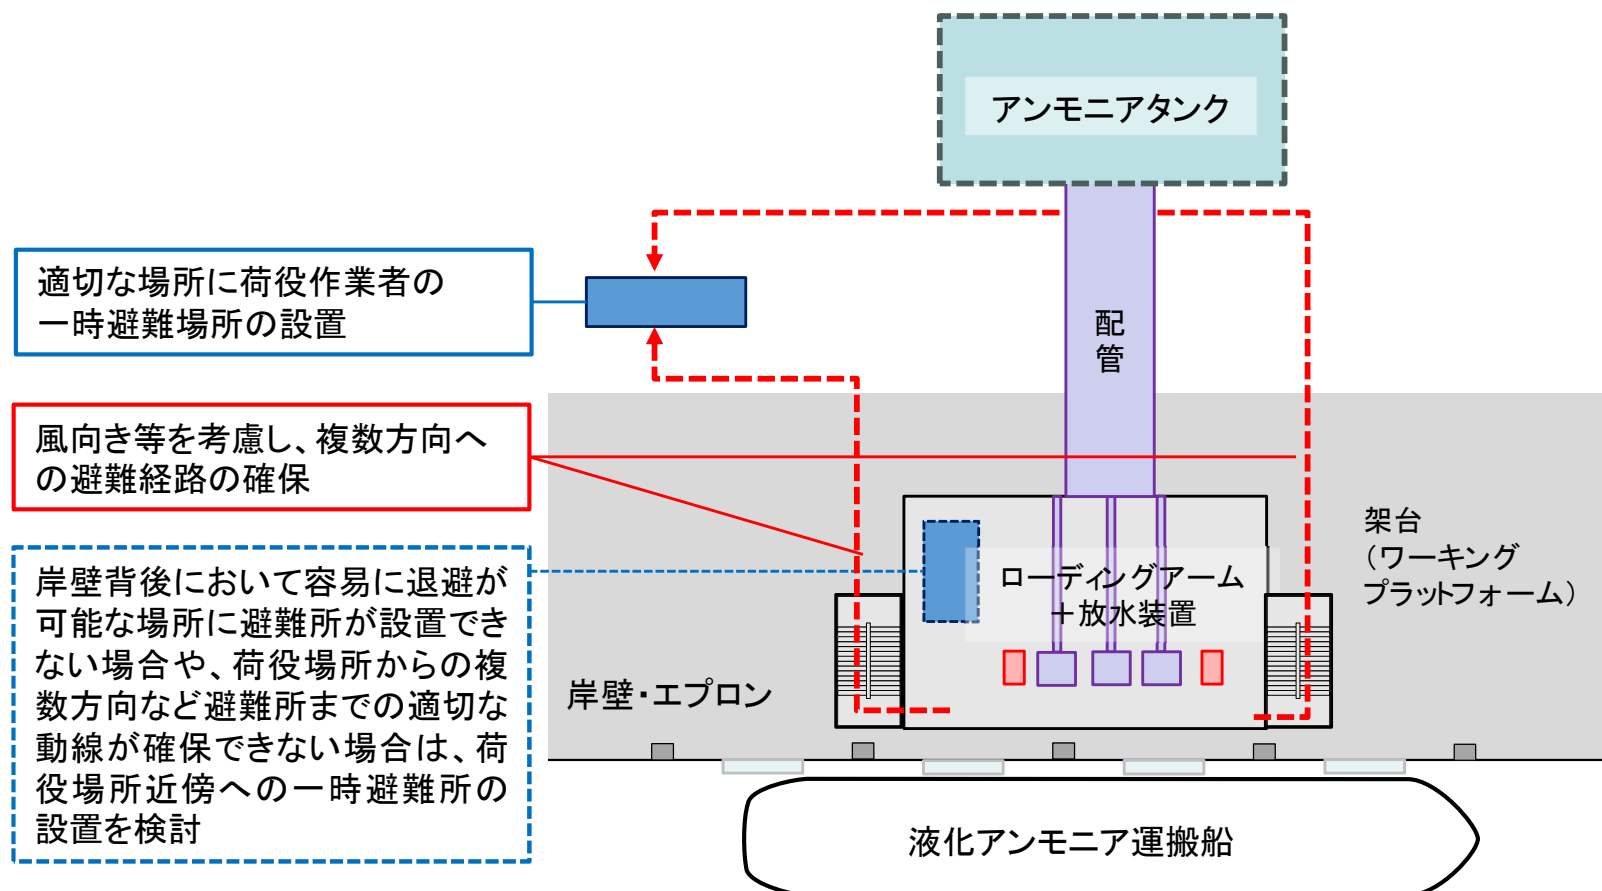 アンモニアタンク
適切な場所に荷役作業者の
一時避難場所の設置
配
管
風向き等を考慮し、複数方向へ
の避難経路の確保
架台
（ワーキング
プラットフォーム）
岸壁背後において容易に退避が
可能な場所に避難所が設置でき
ない場合や、荷役場所からの複
数方向など避難所までの適切な
動線が確保できない場合は、荷
役場所近傍への一時避難所の
設置を検討
ローディングアーム
＋放水装置
岸壁・エプロン
液化アンモニア運搬船